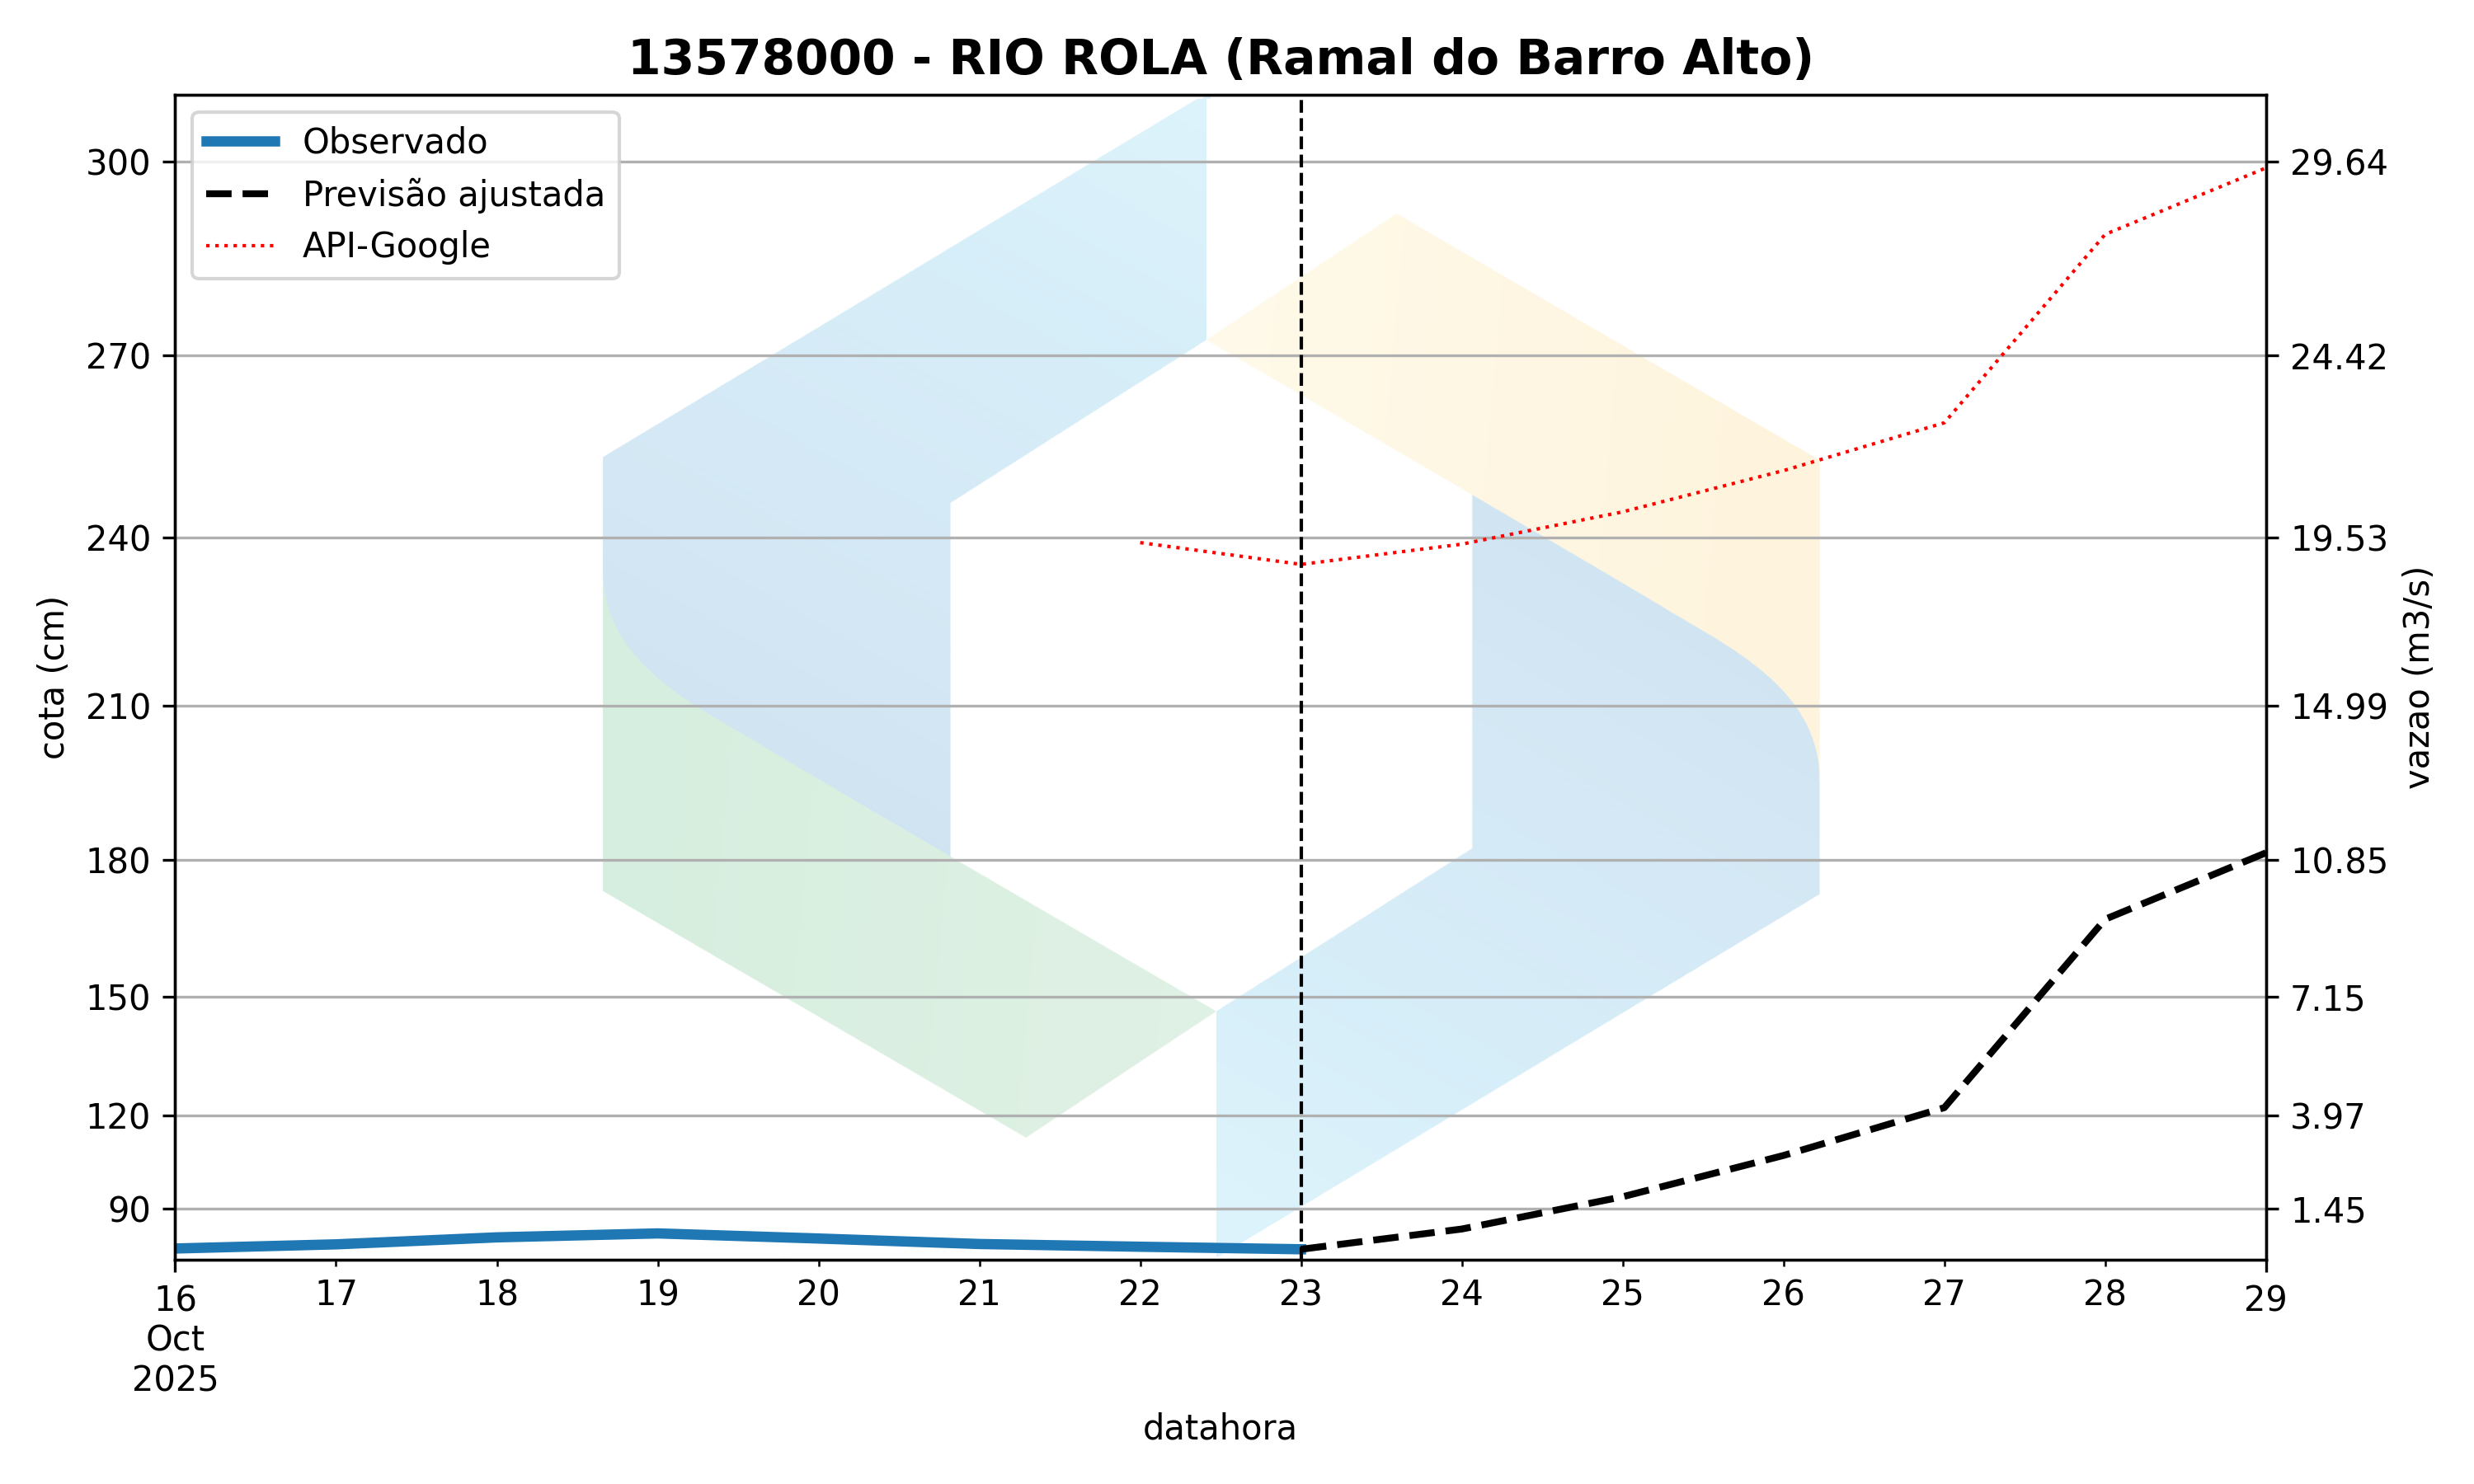 13578000 - RIO ROLA (Ramal do Barro Alto)
Observado
Previsão ajustada
API-Google
300
270
240
210
180
150
120
90
cota (cm)
29.64
24.42
19.53
14.99
10.85
7.15
3.97
1.45
vazao (m3/s)
16 17 18 19 20 21 22 23 24 25 26 27 28 29
Oct
2025
datahora